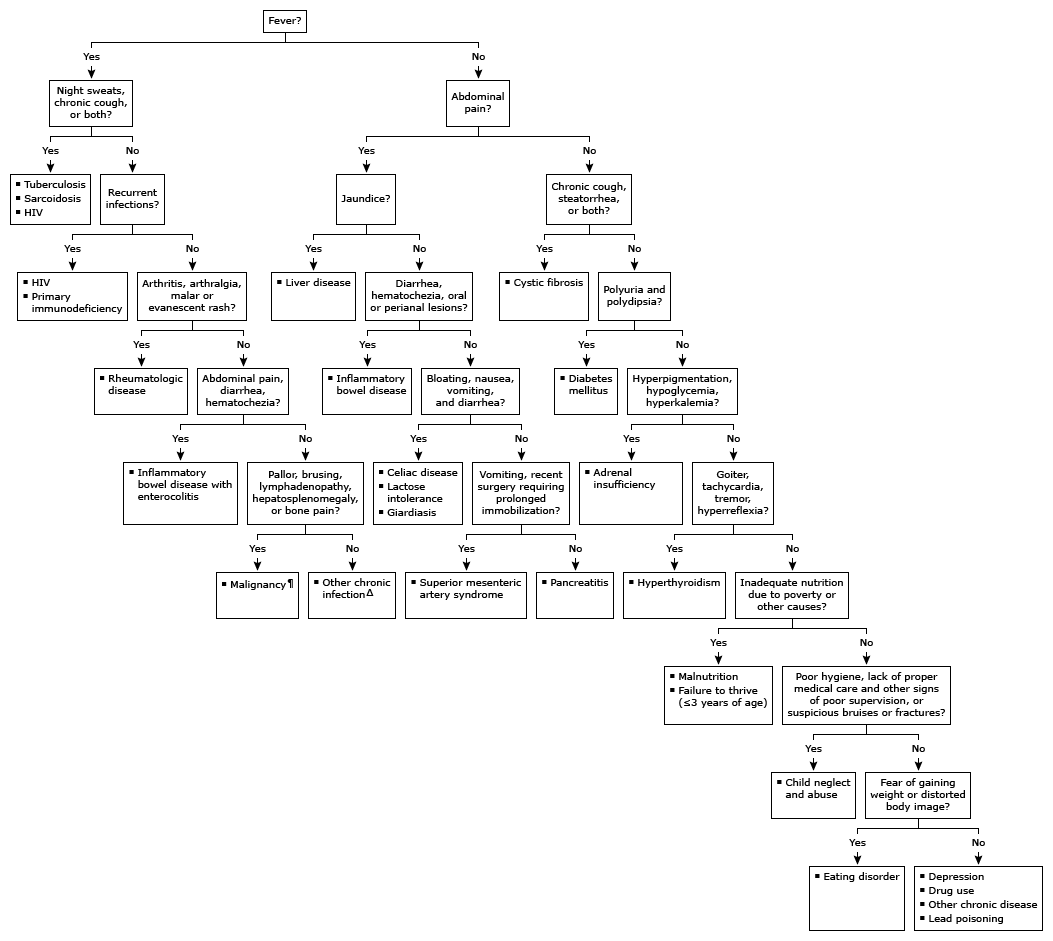 Fever?
Yes
No
Night sweats,
chronic cough,
or both?
Abdominal
pain?
Yes
No
Yes
No
▪ Tuberculosis
▪ Sarcoidosis
▪ HIV
Recurrent
infections?
Jaundice?
Chronic cough,
steatorrhea,
or both?
Yes
No
Yes
No
Yes
No
▪ HIV
▪ Primary
immunodeficiency
Arthritis, arthralgia,
malar or
evanescent rash?
▪ Liver disease
Diarrhea,
hematochezia, oral
or perianal lesions?
▪ Cystic fibrosis
Polyuria and
polydipsia?
Yes
No
Yes
No
Yes
No
▪ Rheumatologic
disease
Abdominal pain,
diarrhea,
hematochezia?
▪ Inflammatory
bowel disease
Bloating, nausea,
vomiting,
and diarrhea?
▪ Diabetes
mellitus
Hyperpigmentation,
hypoglycemia,
hyperkalemia?
Yes
No
Yes
No
Yes
No
▪ Inflammatory
bowel disease with
enterocolitis
Pallor, brusing,
lymphadenopathy,
hepatosplenomegaly,
or bone pain?
▪ Celiac disease
▪ Lactose
intolerance
▪ Giardiasis
Vomiting, recent
surgery requiring
prolonged
immobilization?
▪ Adrenal
insufficiency
Goiter,
tachycardia,
tremor,
hyperreflexia?
Yes
No
Yes
No
Yes
No
▪ Malignancy¶
▪ Other chronic
infectionΔ
▪ Superior mesenteric
artery syndrome
▪ Pancreatitis
▪ Hyperthyroidism
Inadequate nutrition
due to poverty or
other causes?
Yes
No
▪ Malnutrition
▪ Failure to thrive
(≤3 years of age)
Poor hygiene, lack of proper
medical care and other signs
of poor supervision, or
suspicious bruises or fractures?
Yes
No
▪ Child neglect
and abuse
Fear of gaining
weight or distorted
body image?
Yes
No
▪ Eating disorder
▪ Depression
▪ Drug use
▪ Other chronic disease
▪ Lead poisoning